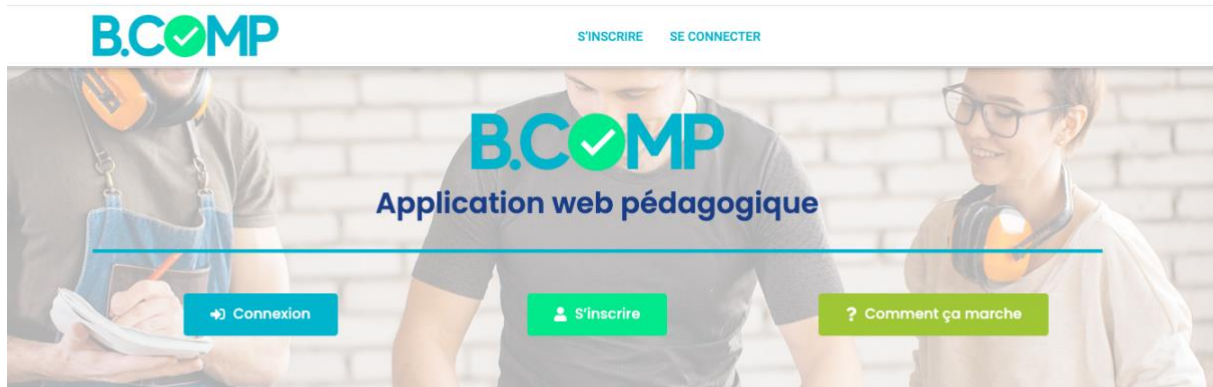 B.COMP
S'INSCRIRE SE CONNECTER
B.COMP
Application web pédagogique
Connexion
S'inscrire
? Comment ça marche